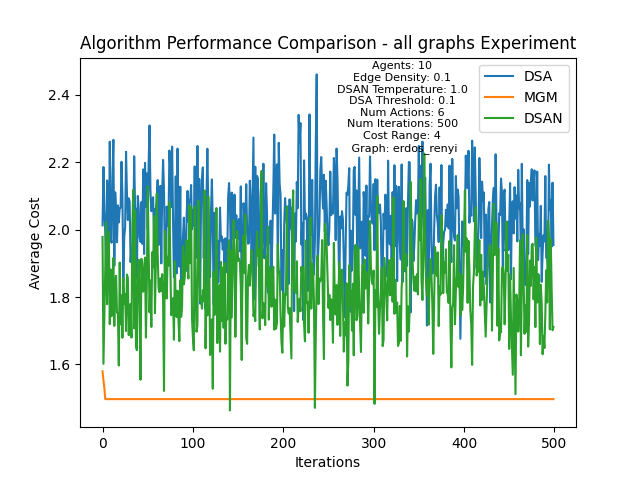 Algorithm Performance Comparison - all graphs Experiment
Agents: 10
Edge Density: 0.1
DSAN Temperature: 1.0
DSA Threshold: 0.1
Num Actions: 6
Num Iterations: 500
Cost Range: 4
Graph: erdos_renyi
DSA
MGM
DSAN
Average Cost
2.4
2.2
2.0
1.8
1.6
0
100
200
300
400
500
Iterations